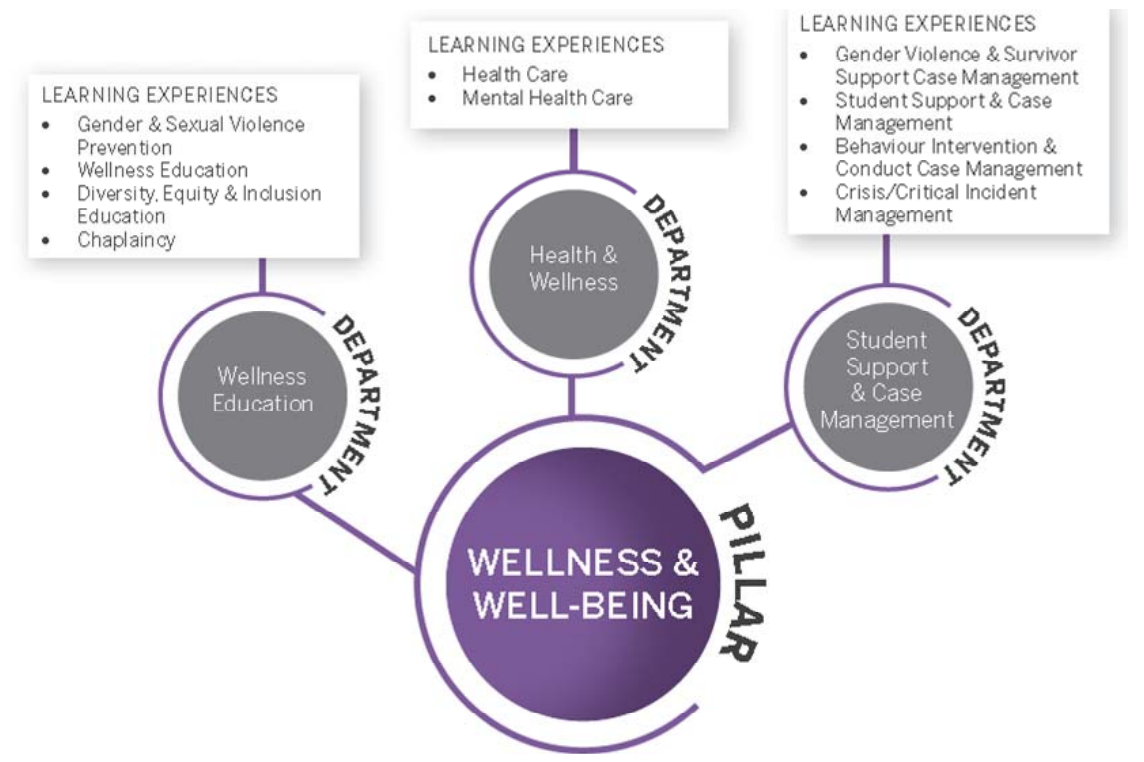 LEARNING EXPERIENCES
• Gender & Sexual Violence
Prevention
• Wellness Education
• Diversity, Equity & Inclusion
Education
• Chaplaincy
DEPARTMENT
Wellness
Education
LEARNING EXPERIENCES
• Health Care
• Mental Health Care
DEPARTMENT
Health &
Wellness
LEARNING EXPERIENCES
• Gender Violence & Survivor
Support Case Management
• Student Support & Case
Management
• Behaviour Intervention &
Conduct Case Management
• Crisis/Critical Incident
Management
DEPARTMENT
Student
Support
& Case
Management
WELLNESS &
WELL-BEING
PILLAR